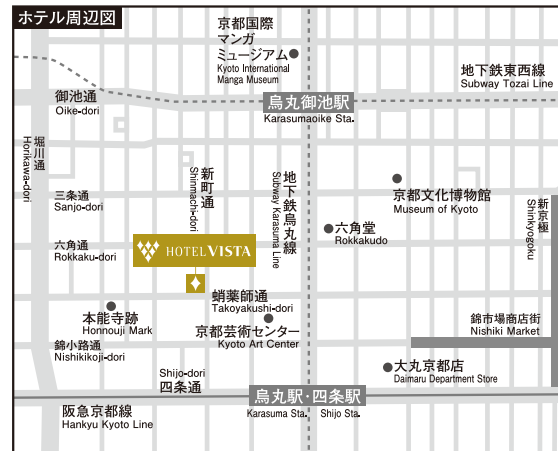 ホテル周辺図
京都国際
マンガ
ミュージアム
Kyoto International
Manga Museum
地下鉄東西線
Subway Tozai Line
御池通
Oike-dori
烏丸御池駅
Karasumaoike Sta.
堀川通
Horikawa-dori
新町通
Shinmachi-dori
地下鉄烏丸線
Subway Karasuma Line
京都文化博物館
Museum of Kyoto
三条通
Sanjo-dori
六角堂
Rokkakudo
新京極
Shinkyogoku
六角通
Rokkaku-dori
HOTEL VISTA
蛸薬師通
Takoyakushi-dori
本能寺跡
Honnouji Mark
京都芸術センター
Kyoto Art Center
錦市場商店街
Nishiki Market
錦小路通
Nishikikoji-dori
大丸京都店
Daimaru Department Store
Shijo-dori
四条通
烏丸駅・四条駅
Karasuma Sta. Shijo Sta.
阪急京都線
Hankyu Kyoto Line